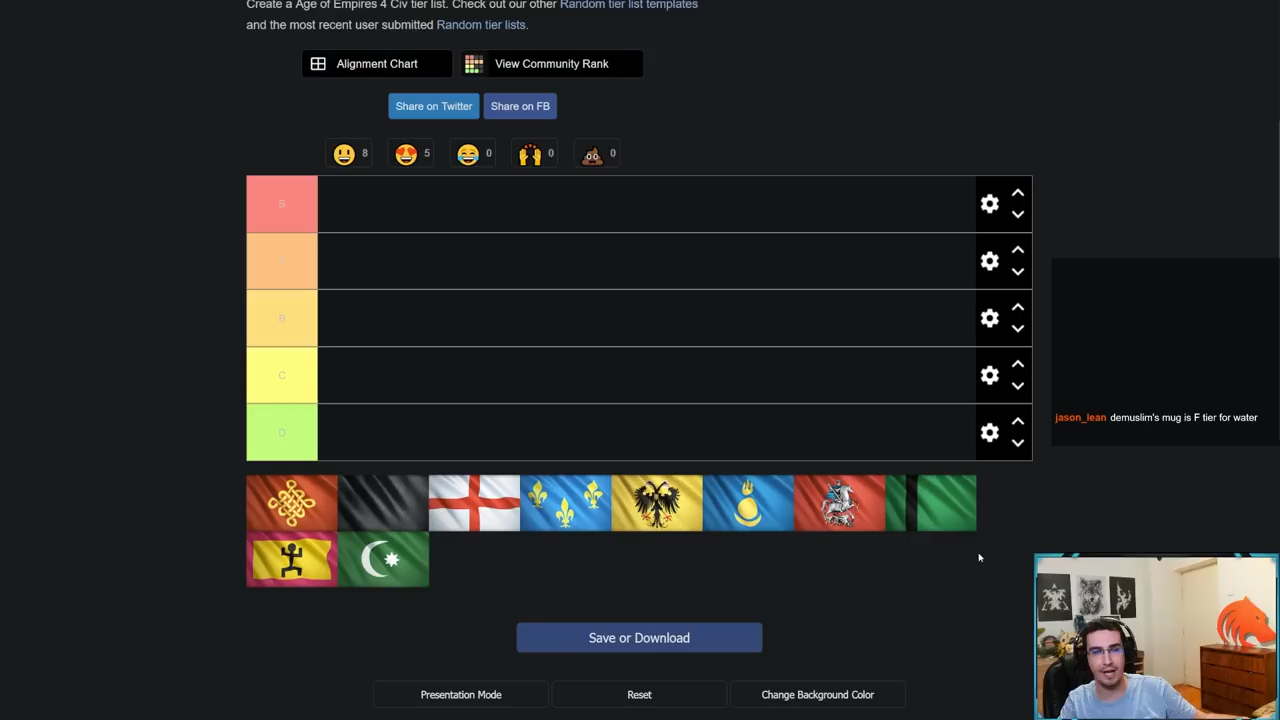 Create a Age of Empires 4 Civ tier list. Check out our other Random tier list templates
and the most recent user submitted Random tier lists.
Alignment Chart
View Community Rank
Share on Twitter
Share on FB
8
5
0
0
0
S
A
B
C
D
jason_lean demuslim's mug is F tier for water
Save or Download
Presentation Mode
Reset
Change Background Color